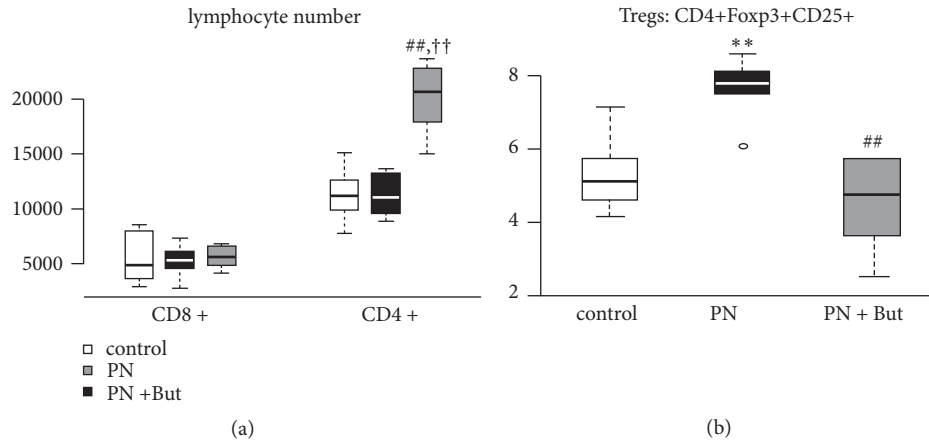 lymphocyte number
##,††
20000
15000
10000
5000
CD8 +
CD4 +
control
PN
PN +But
(a)
Tregs: CD4+Foxp3+CD25+
**
8
6
##
4
2
control
PN
PN + But
(b)